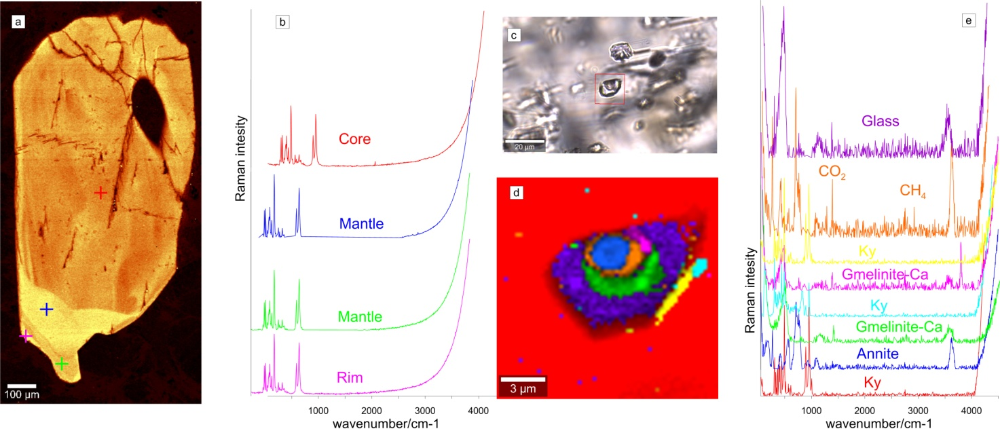 a
100 µm
b
Raman intesity
Core
Mantle
Mantle
Rim
1000
2000
3000
4000
wavenumber/cm-1
c
20 µm
d
3 µm
e
Raman intesity
Glass
CO2
CH4
Ky
Gmelinite-Ca
Ky
Gmelinite-Ca
Annite
Ky
1000
2000
3000
4000
wavenumber/cm-1